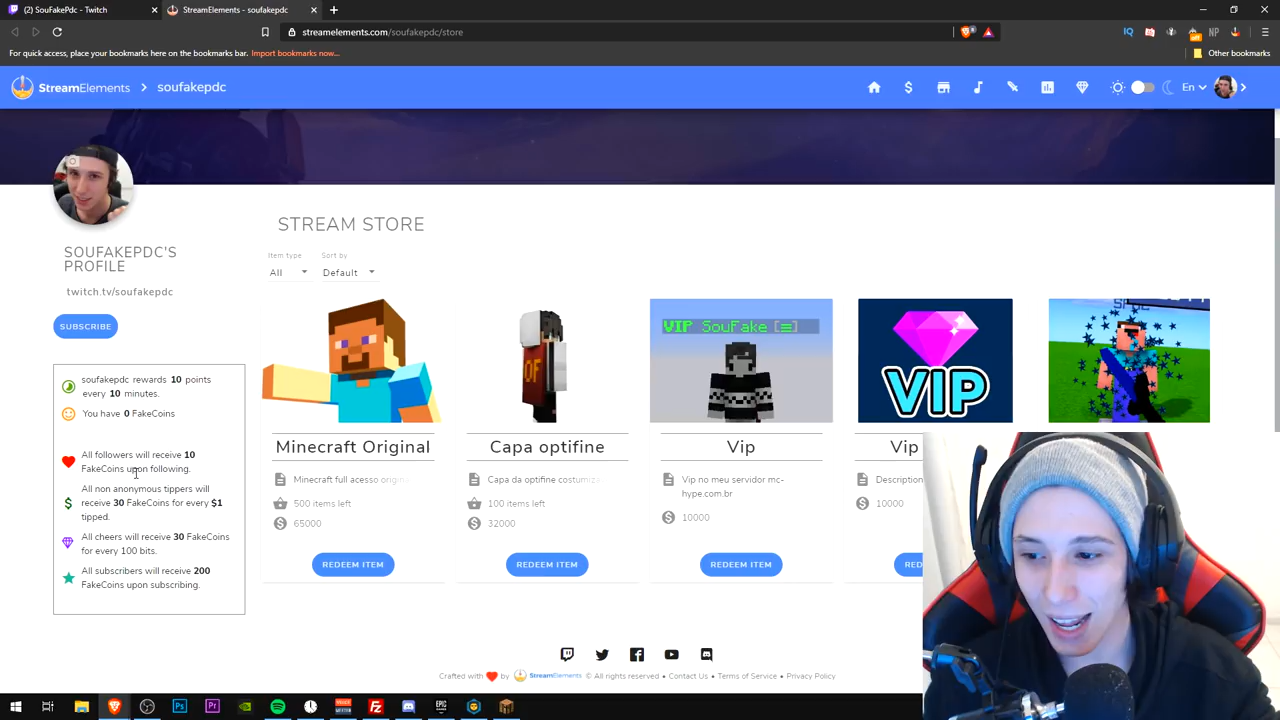 (2) SouFakePdc - Twitch
StreamElements - soufakepdc
streamelements.com/soufakepdc/store
For quick access, place your bookmarks here on the bookmarks bar. Import bookmarks now...
Other bookmarks
StreamElements
soufakepdc
En
STREAM STORE
SOUFAKEPDC'S
PROFILE
twitch.tv/soufakepdc
SUBSCRIBE
Item type
Sort by
All
Default
soufakepdc rewards 10 points
every 10 minutes.
You have 0 FakeCoins
All followers will receive 10
FakeCoins upon following.
All non anonymous tippers will
receive 30 FakeCoins for every $1
tipped.
All cheers will receive 30 FakeCoins
for every 100 bits.
All subscribers will receive 200
FakeCoins upon subscribing.
Minecraft Original
Minecraft full acesso origin
500 items left
65000
REDEEM ITEM
OF
Capa optifine
Capa da optifine costumiza
100 items left
32000
REDEEM ITEM
VIP SouFake [≡]
Vip
Vip no meu servidor mc-
hype.com.br
10000
REDEEM ITEM
VIP
Vip
Description
10000
RED
Crafted with by StreamElements © All rights reserved • Contact Us • Terms of Service • Privacy Policy